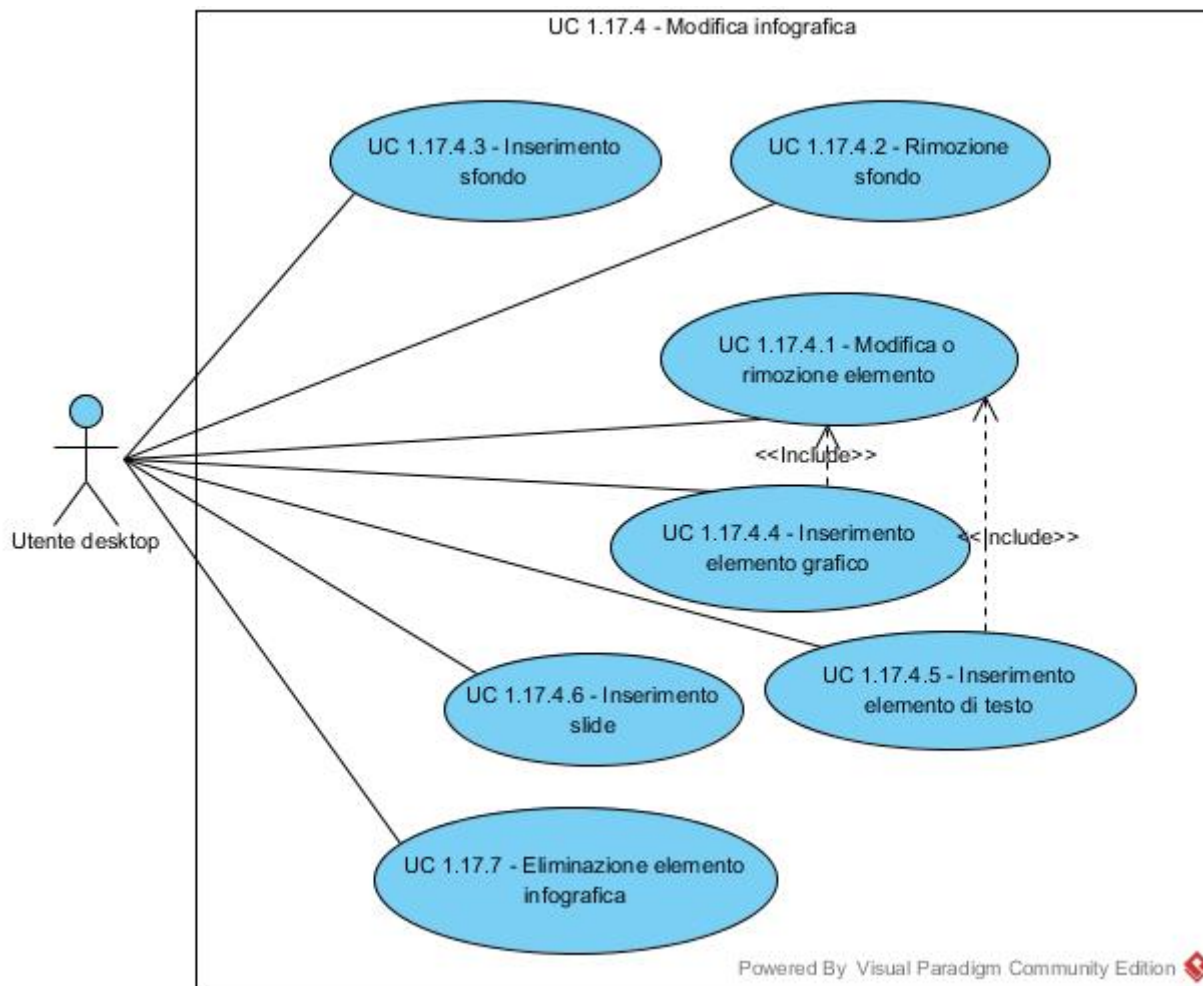 UC 1.17.4 - Modifica infografica
UC 1.17.4.3 - Inserimento
sfondo
UC 1.17.4.2 - Rimozione
sfondo
UC 1.17.4.1 - Modifica o
rimozione elemento
<<Include>>
UC 1.17.4.4 - Inserimento
elemento grafico
<<Include>>
Utente desktop
UC 1.17.4.5 - Inserimento
elemento di testo
UC 1.17.4.6 - Inserimento
slide
UC 1.17.7 - Eliminazione elemento
infografica
Powered By Visual Paradigm Community Edition